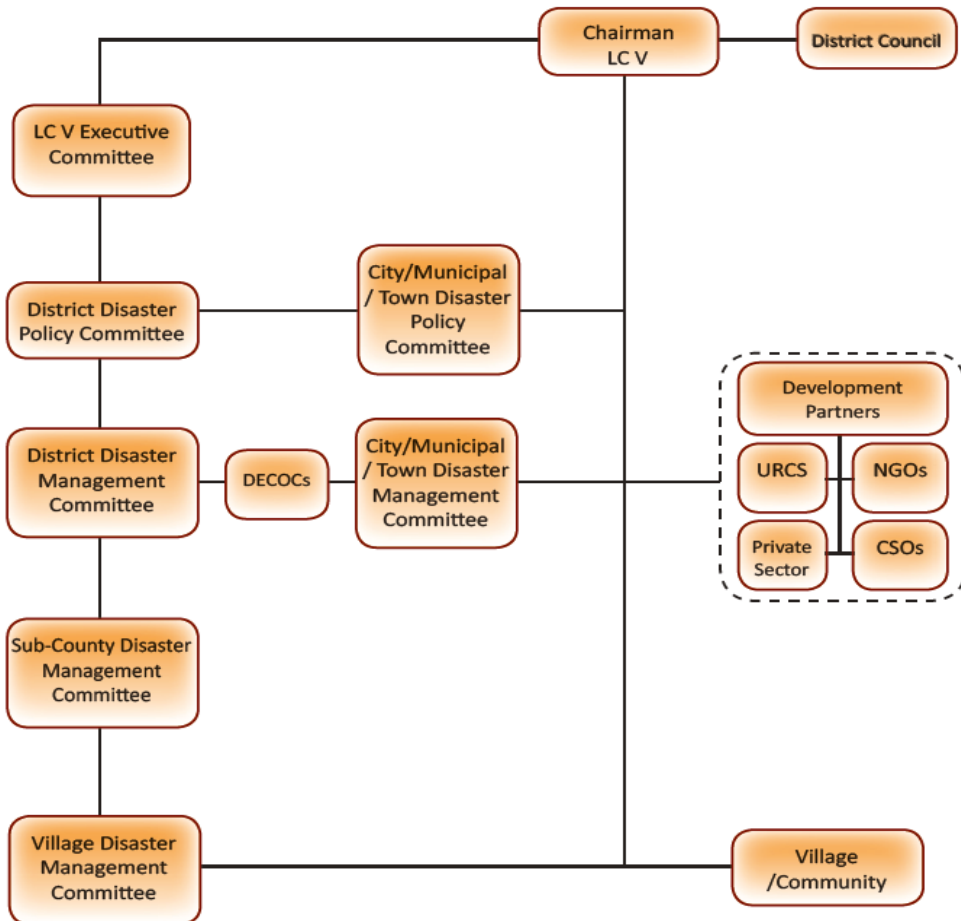 Chairman
LC V
District Council
LC V Executive
Committee
City/Municipal
/ Town Disaster
Policy
Committee
District Disaster
Policy Committee
Development
Partners
District Disaster
Management
Committee
DECOCs
City/Municipal
/ Town Disaster
Management
Committee
URCS
NGOs
Private
Sector
CSOs
Sub-County Disaster
Management
Committee
Village Disaster
Management
Committee
Village
/Community